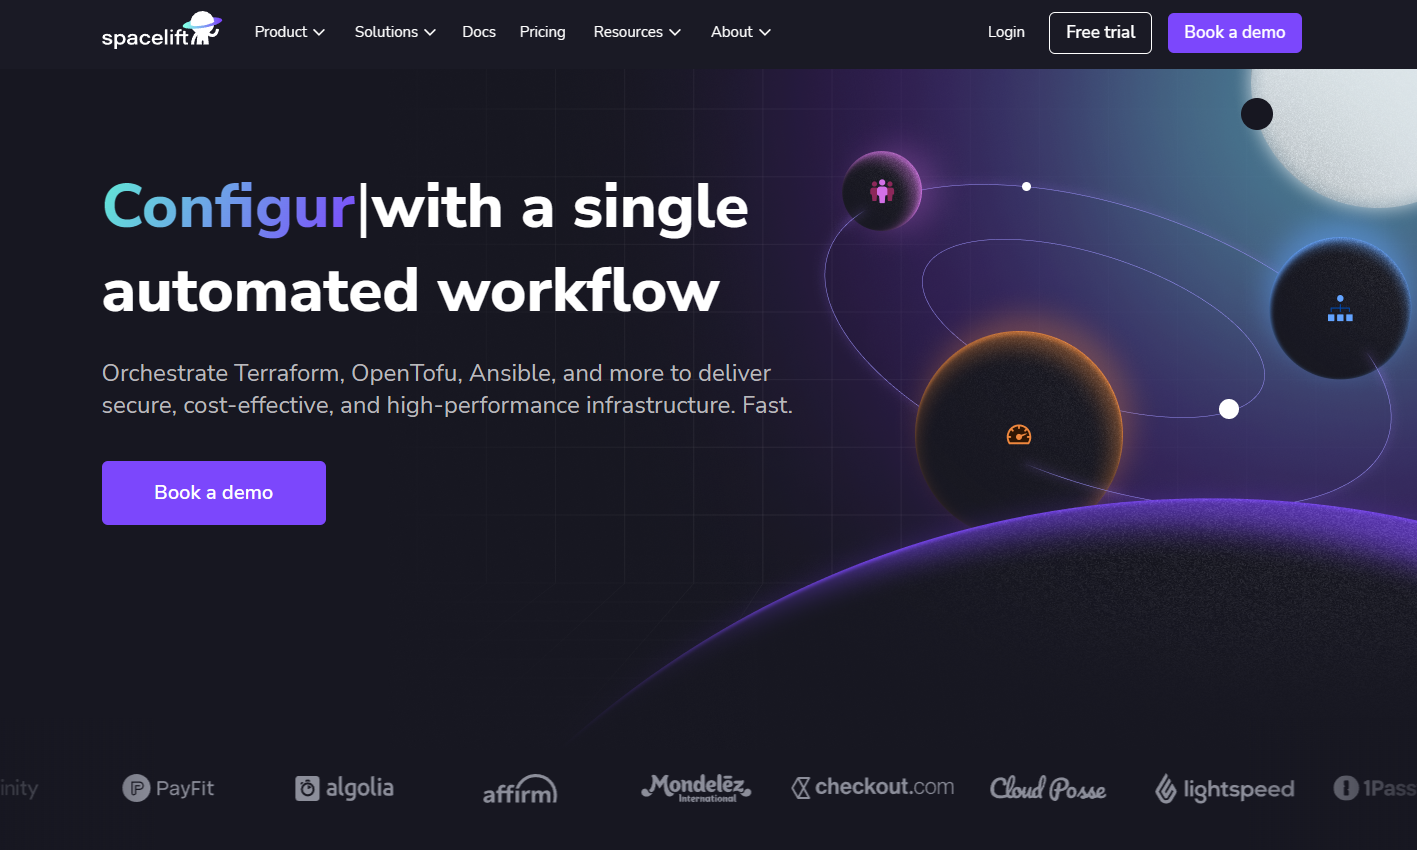 spacelift
Product Solutions Docs Pricing Resources About Login Free trial Book a demo
Configur|with a single
automated workflow
Orchestrate Terraform, OpenTofu, Ansible, and more to deliver
secure, cost-effective, and high-performance infrastructure. Fast.
Book a demo
inity PayFit algolia affirm Mondelēz International checkout.com Cloud Posse lightspeed 1Pass